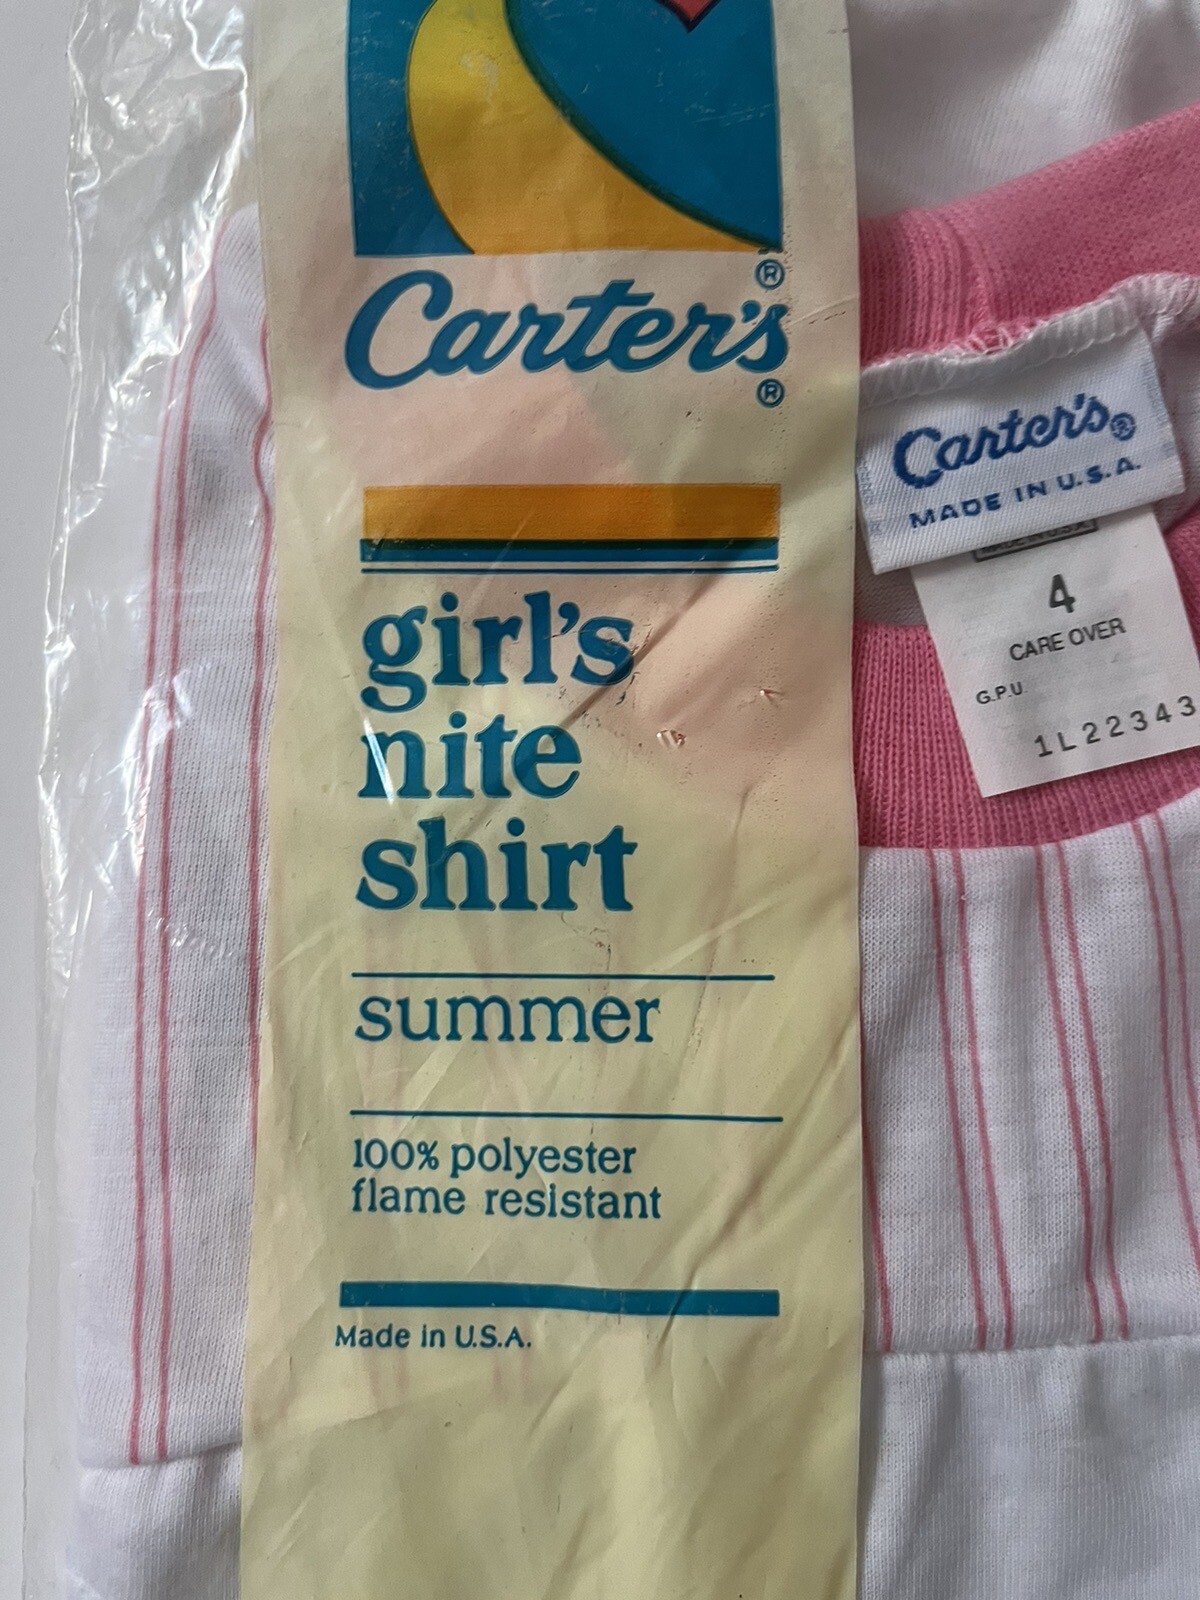 ®
Carter's
®
girl's
nite
shirt
summer
100% polyester
flame resistant
Made in U.S.A.
Carter's®
MADE IN U.S.A.
4
CARE OVER
G.P.U.
1L22343